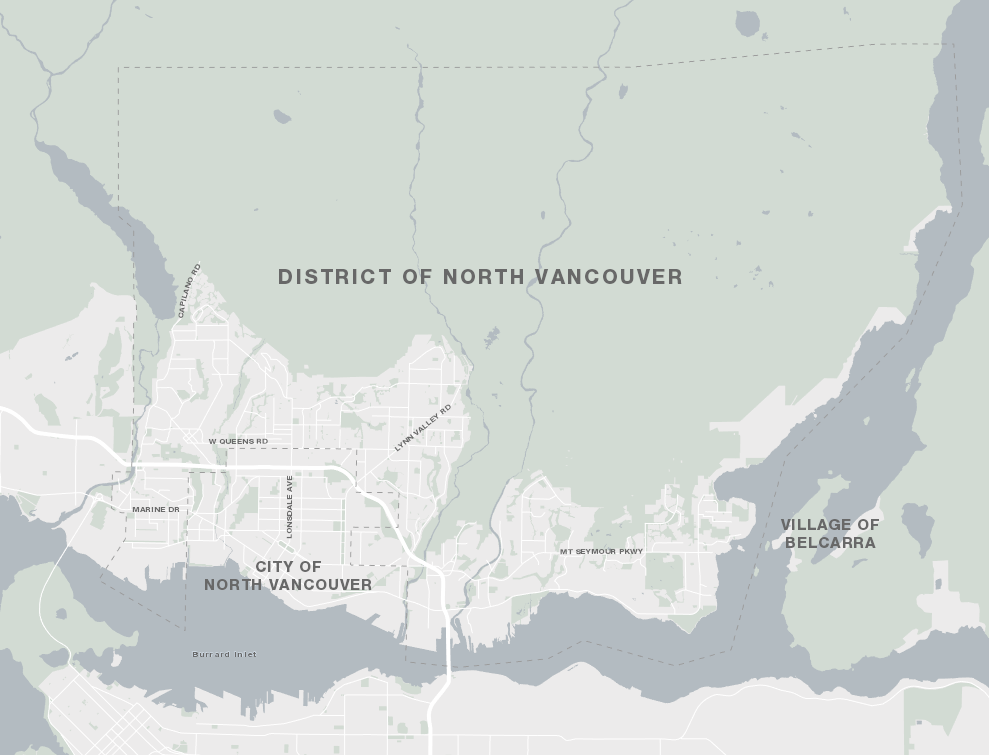 DISTRICT OF NORTH VANCOUVER
CAPILANO RD
LYNN VALLEY RD
W QUEENS RD
LONSDALE AVE
MARINE DR
VILLAGE OF
BELCARRA
MT SEYMOUR PKWY
CITY OF
NORTH VANCOUVER
Burrard Inlet